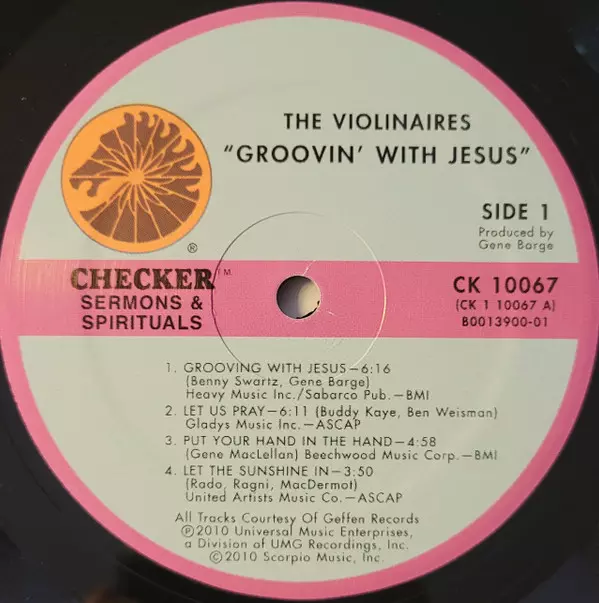 THE VIOLINAIRES
"GROOVIN' WITH JESUS"
SIDE 1
Produced by
Gene Barge
®
CHECKER™
SERMONS &
SPIRITUALS
CK 10067
(CK 1 10067 A)
B0013900-01
1. GROOVING WITH JESUS—6:16
(Benny Swartz, Gene Barge)
Heavy Music Inc./Sabarco Pub.—BMI
2. LET US PRAY—6:11 (Buddy Kaye, Ben Weisman)
Gladys Music Inc.—ASCAP
3. PUT YOUR HAND IN THE HAND—4:58
(Gene MacLellan) Beechwood Music Corp.—BMI
4. LET THE SUNSHINE IN—3:50
(Rado, Ragni, MacDermot)
United Artists Music Co.—ASCAP
All Tracks Courtesy Of Geffen Records
℗2010 Universal Music Enterprises,
a Division of UMG Recordings, Inc.
©2010 Scorpio Music, Inc.